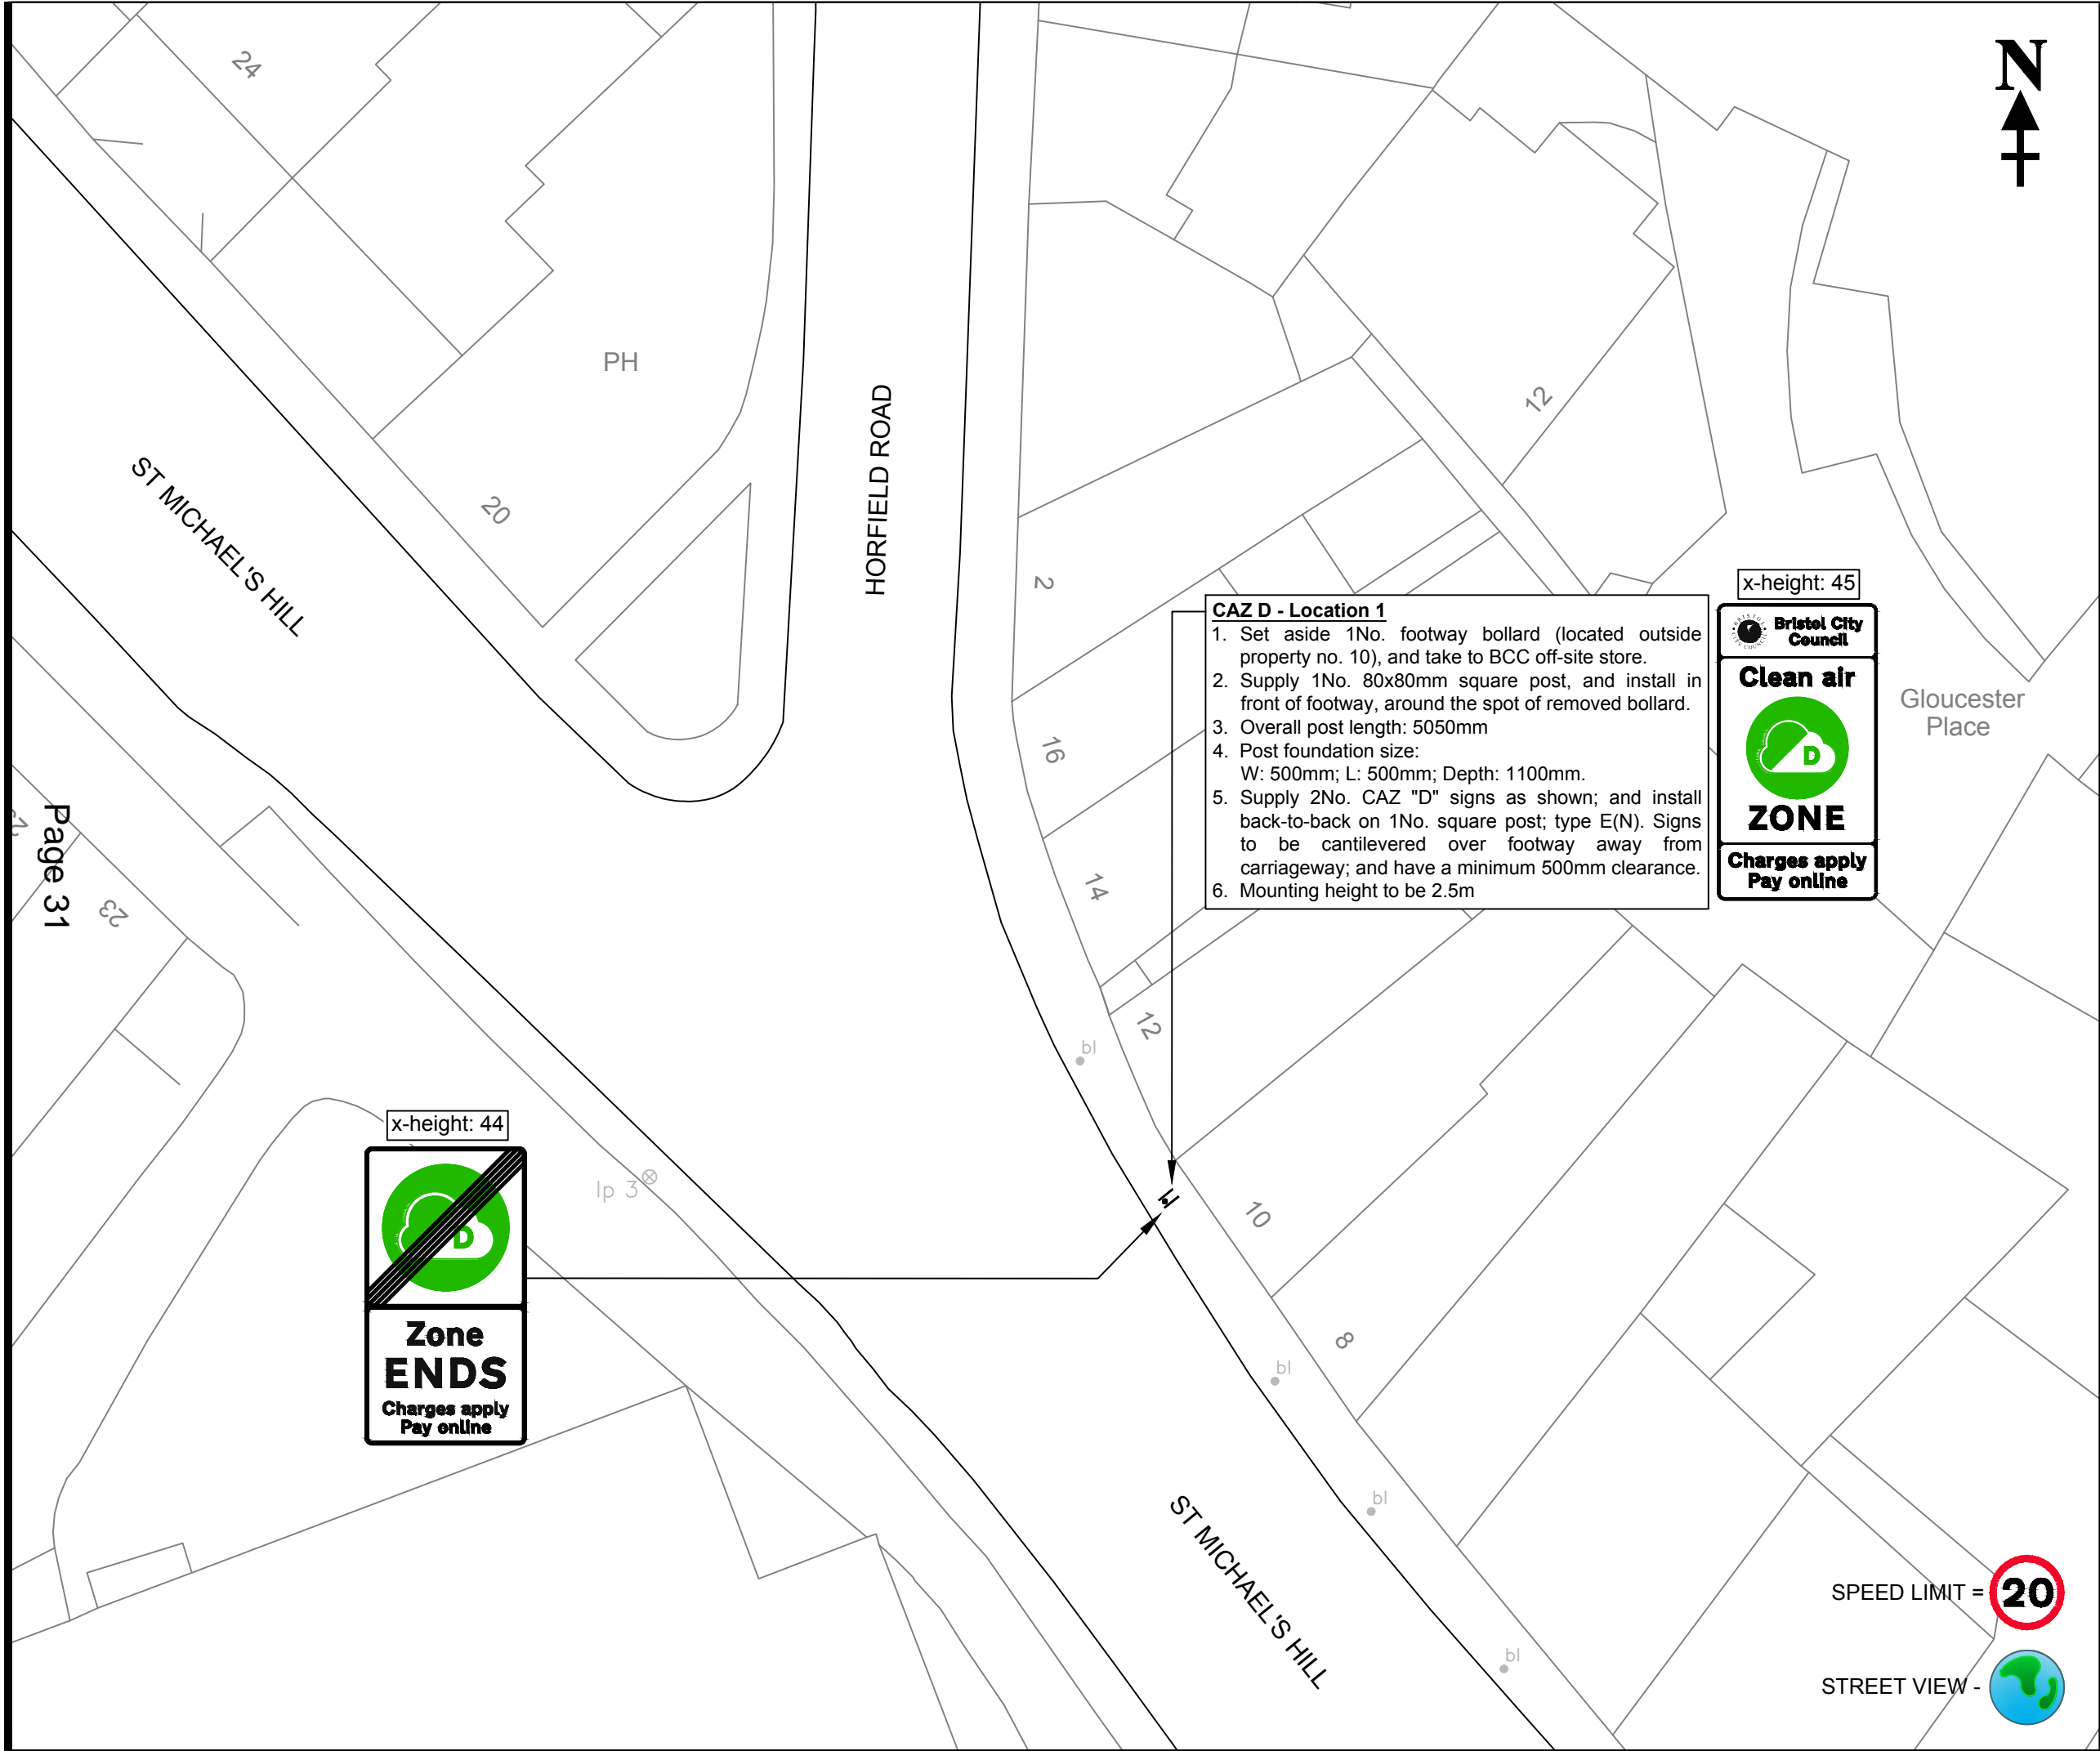 24
N
PH
HORFIELD ROAD
12
ST MICHAEL'S HILL
20
2
x-height: 45
CAZ D - Location 1
1. Set aside 1No. footway bollard (located outside
property no. 10), and take to BCC off-site store.
2. Supply 1No. 80x80mm square post, and install in
front of footway, around the spot of removed bollard.
3. Overall post length: 5050mm
4. Post foundation size:
W: 500mm; L: 500mm; Depth: 1100mm.
5. Supply 2No. CAZ "D" signs as shown; and install
back-to-back on 1No. square post; type E(N). Signs
to be cantilevered over footway away from
carriageway; and have a minimum 500mm clearance.
6. Mounting height to be 2.5m
Bristol City
Council
Clean air
D
ZONE
Charges apply
Pay online
Gloucester
Place
16
14
12
Page 31
23
bl
x-height: 44
D
Zone
ENDS
Charges apply
Pay online
lp 3
10
8
bl
bl
bl
ST MICHAEL'S HILL
SPEED LIMIT =
20
STREET VIEW -